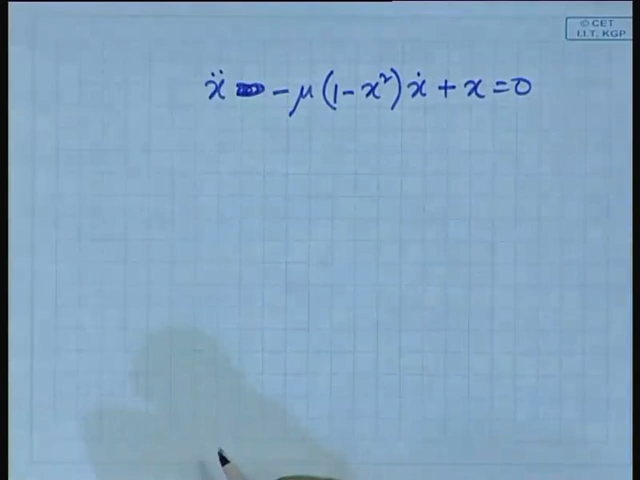 © CET
I.I.T. KGP
ẍ - μ(1 - x²)ẋ + x = 0